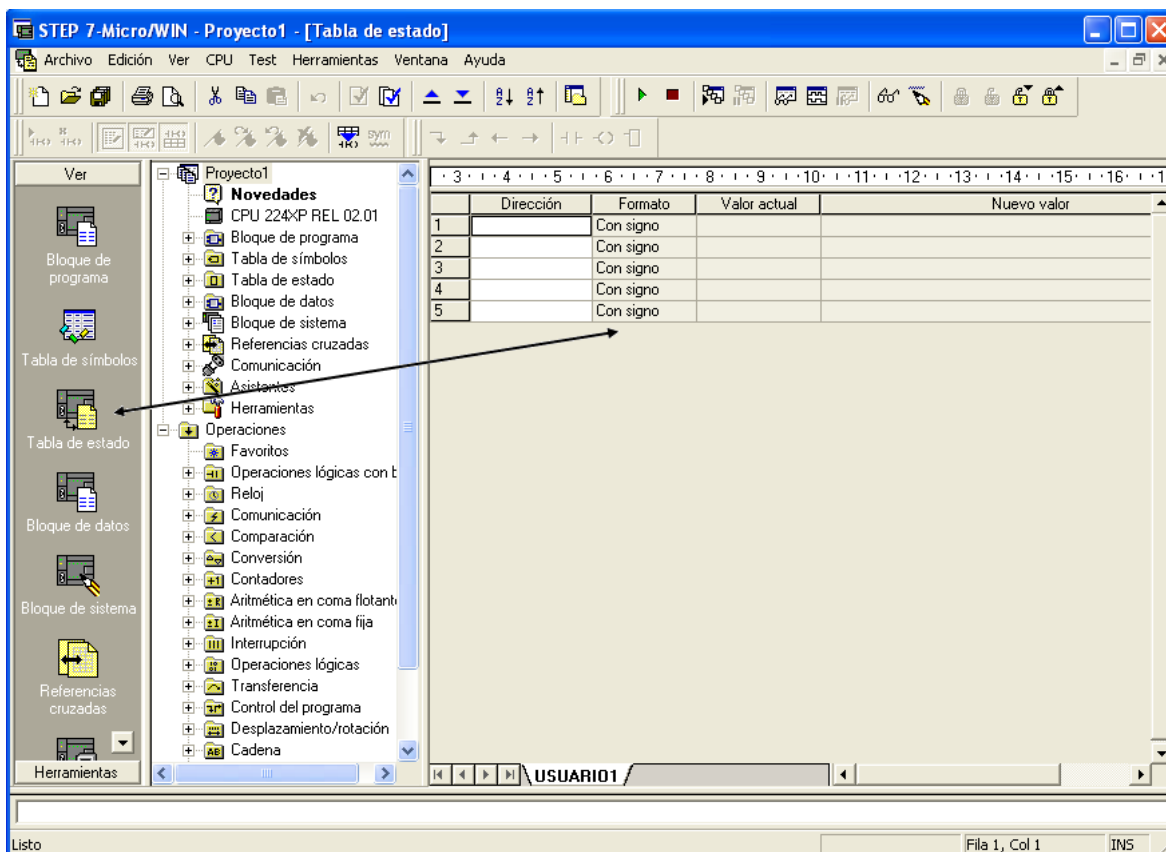 STEP 7-Micro/WIN - Proyecto1 - [Tabla de estado]
Archivo Edición Ver CPU Test Herramientas Ventana Ayuda
sym
Ver
Bloque de
programa
Tabla de símbolos
Tabla de estado
Bloque de datos
Bloque de sistema
Referencias
cruzadas
Herramientas
Proyecto1
Novedades
CPU 224XP REL 02.01
Bloque de programa
Tabla de símbolos
Tabla de estado
Bloque de datos
Bloque de sistema
Referencias cruzadas
Comunicación
Asistentes
Herramientas
Operaciones
Favoritos
Operaciones lógicas con b
Reloj
Comunicación
Comparación
Conversión
Contadores
Aritmética en coma flotant
Aritmética en coma fija
Interrupción
Operaciones lógicas
Transferencia
Control del programa
Desplazamiento/rotación
Cadena
3 4 5 6 7 8 9 10 11 12 13 14 15 16 1
Dirección Formato Valor actual Nuevo valor
1 Con signo
2 Con signo
3 Con signo
4 Con signo
5 Con signo
USUARIO1
Listo Fila 1, Col 1 INS